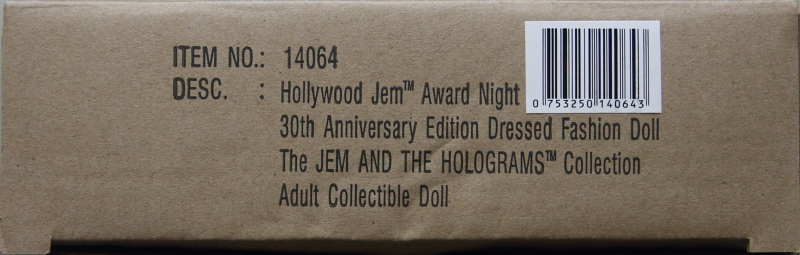 ITEM NO.: 14064
DESC. : Hollywood Jem™ Award Night
0 753250 140643
30th Anniversary Edition Dressed Fashion Doll
The JEM AND THE HOLOGRAMS™ Collection
Adult Collectible Doll